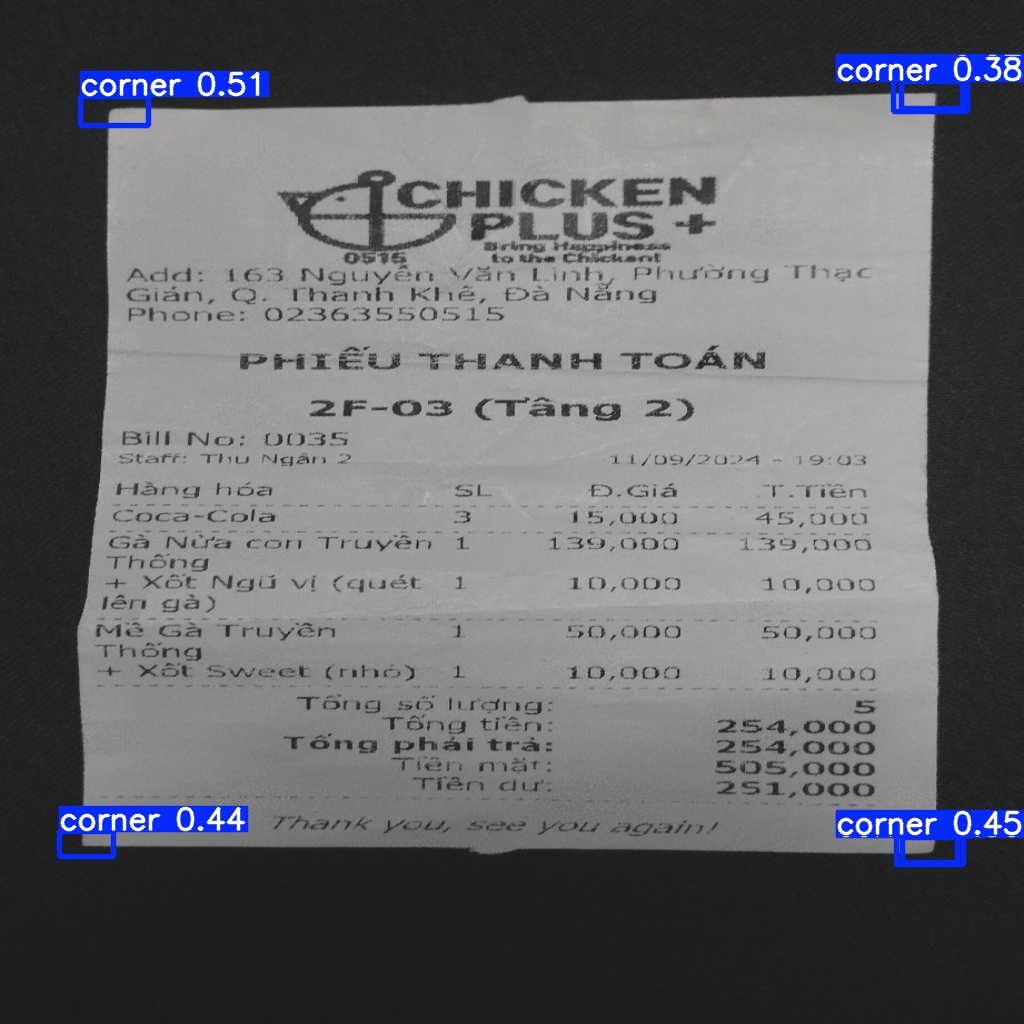 corner 0.51
corner 0.38
CHICKEN
PLUS +
Bring Happiness
0515
to the Chicken!
Add: 163 Nguyễn Văn Linh, Phường Thạc
Gián, Q. Thanh Khê, Đà Nẵng
Phone: 02363550515
PHIẾU THANH TOÁN
2F-03 (Tầng 2)
Bill No: 0035
Staff: Thu Ngân 2 11/09/2024 - 19:03
Hàng hóa SL Đ.Giá T.Tiền
Coca-Cola 3 15,000 45,000
Gà Nửa con Truyền 1 139,000 139,000
Thống
+ Xốt Ngũ vị (quét 1 10,000 10,000
lên gà)
Mề Gà Truyền 1 50,000 50,000
Thống
+ Xốt Sweet (nhỏ) 1 10,000 10,000
Tổng số lượng: 5
Tổng tiền: 254,000
Tổng phải trả: 254,000
Tiền mặt: 505,000
Tiền dư: 251,000
Thank you, see you again!
corner 0.44
corner 0.45